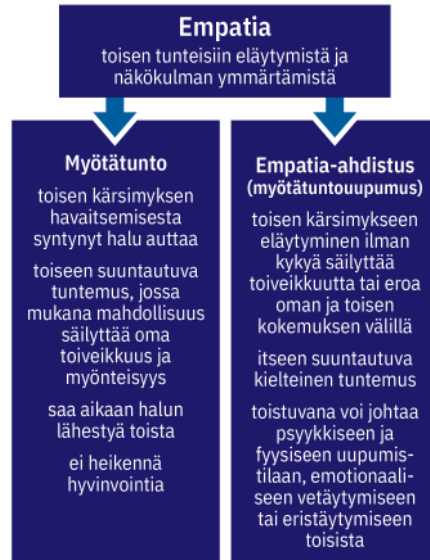 Empatia
toisen tunteisiin eläytymistä ja
näkökulman ymmärtämistä
Myötätunto
toisen kärsimyksen
havaitsemisesta
syntynyt halu auttaa
toiseen suuntautuva
tuntemus, jossa
mukana mahdollisuus
säilyttää oma
toiveikkuus ja
myönteisyys
saa aikaan halun
lähestyä toista
ei heikennä
hyvinvointia
Empatia-ahdistus
(myötätuntouupumus)
toisen kärsimykseen
eläytyminen ilman
kykyä säilyttää
toiveikkuutta tai eroa
oman ja toisen
kokemuksen välillä
itseen suuntautuva
kielteinen tuntemus
toistuvana voi johtaa
psyykkiseen ja
fyysiseen uupumis-
tilaan, emotionaali-
seen vetäytymiseen
tai eristäytymiseen
toisista